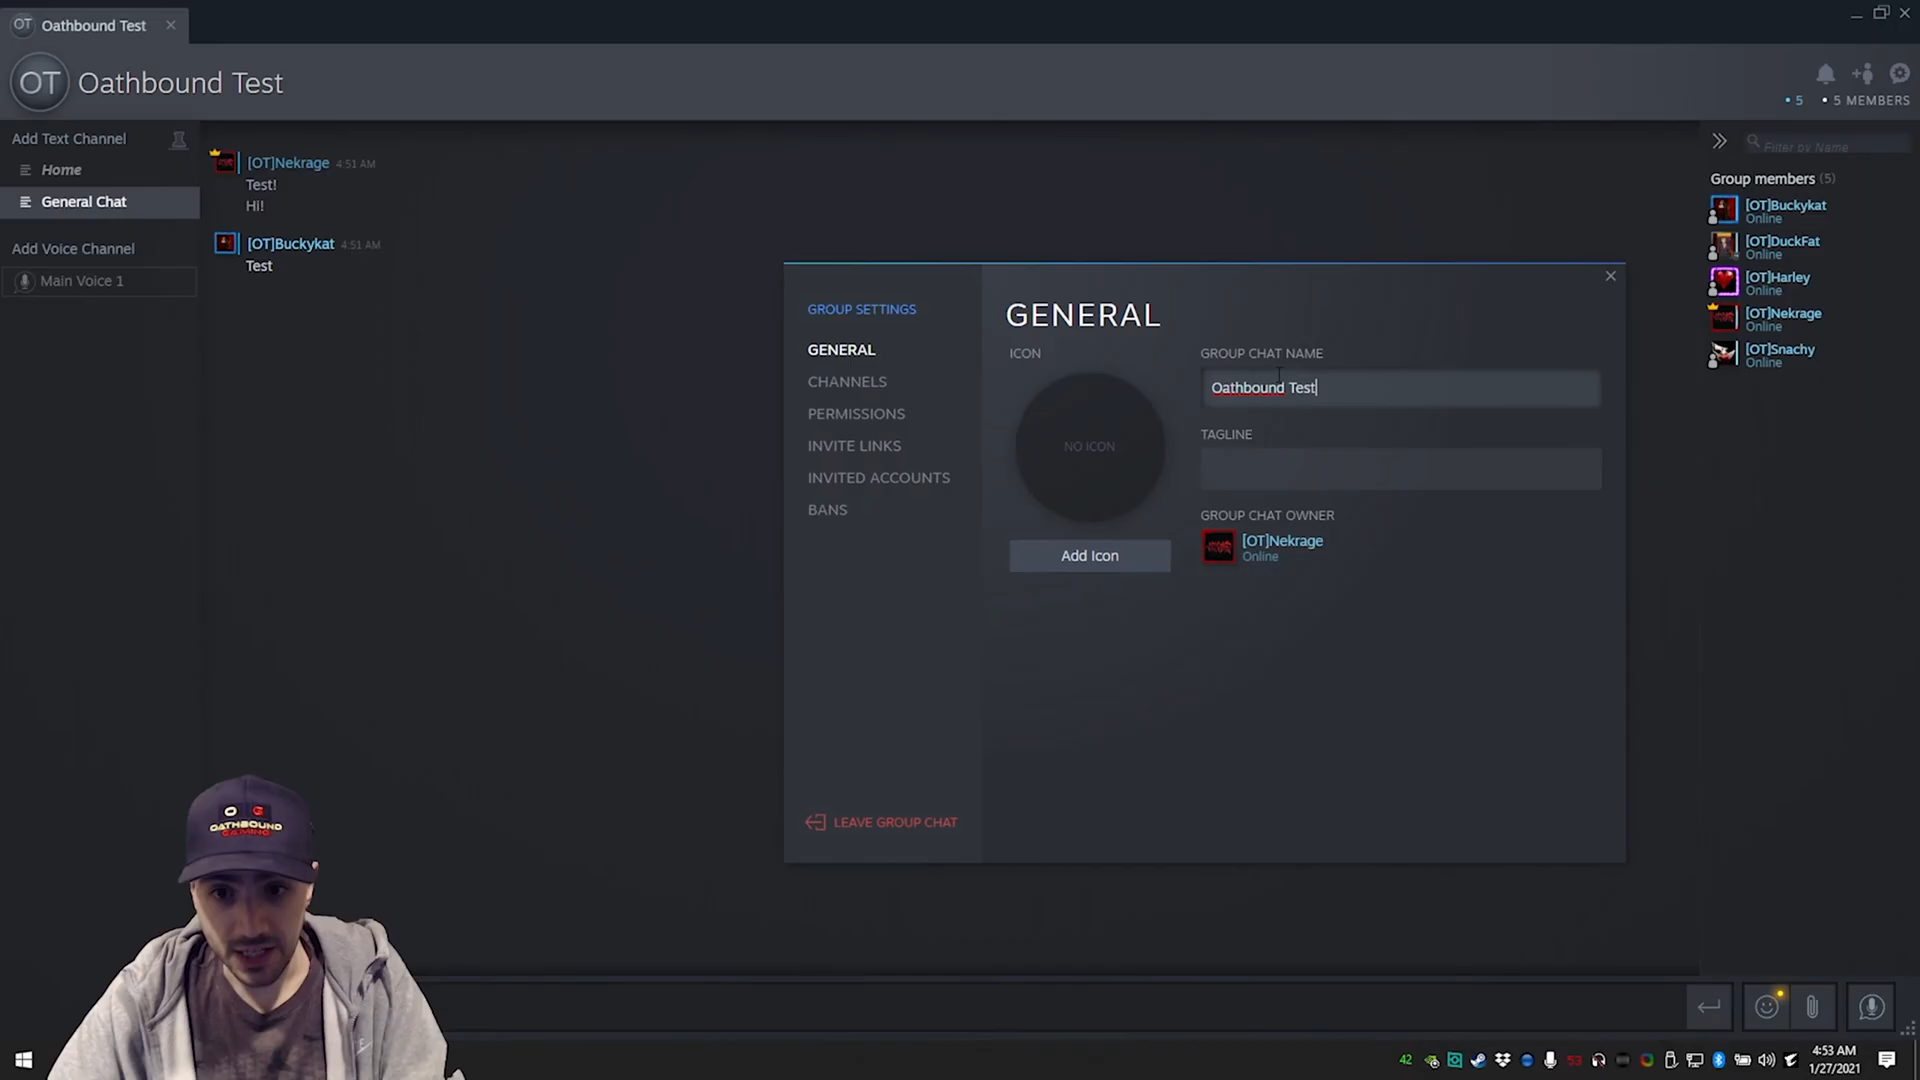 OT Oathbound Test
OT Oathbound Test
5 5 MEMBERS
Add Text Channel
Home
General Chat
Add Voice Channel
Main Voice 1
[OT]Nekrage 4:51 AM
Test!
Hi!
[OT]Buckykat 4:51 AM
Test
GROUP SETTINGS
GENERAL
CHANNELS
PERMISSIONS
INVITE LINKS
INVITED ACCOUNTS
BANS
LEAVE GROUP CHAT
GENERAL
ICON
NO ICON
Add Icon
GROUP CHAT NAME
Oathbound Test
TAGLINE
GROUP CHAT OWNER
[OT]Nekrage
Online
Filter by Name
Group members (5)
[OT]Buckykat
Online
[OT]DuckFat
Online
[OT]Harley
Online
[OT]Nekrage
Online
[OT]Snachy
Online
O G
OATHBOUND
GAMING
42
53
4:53 AM
1/27/2021